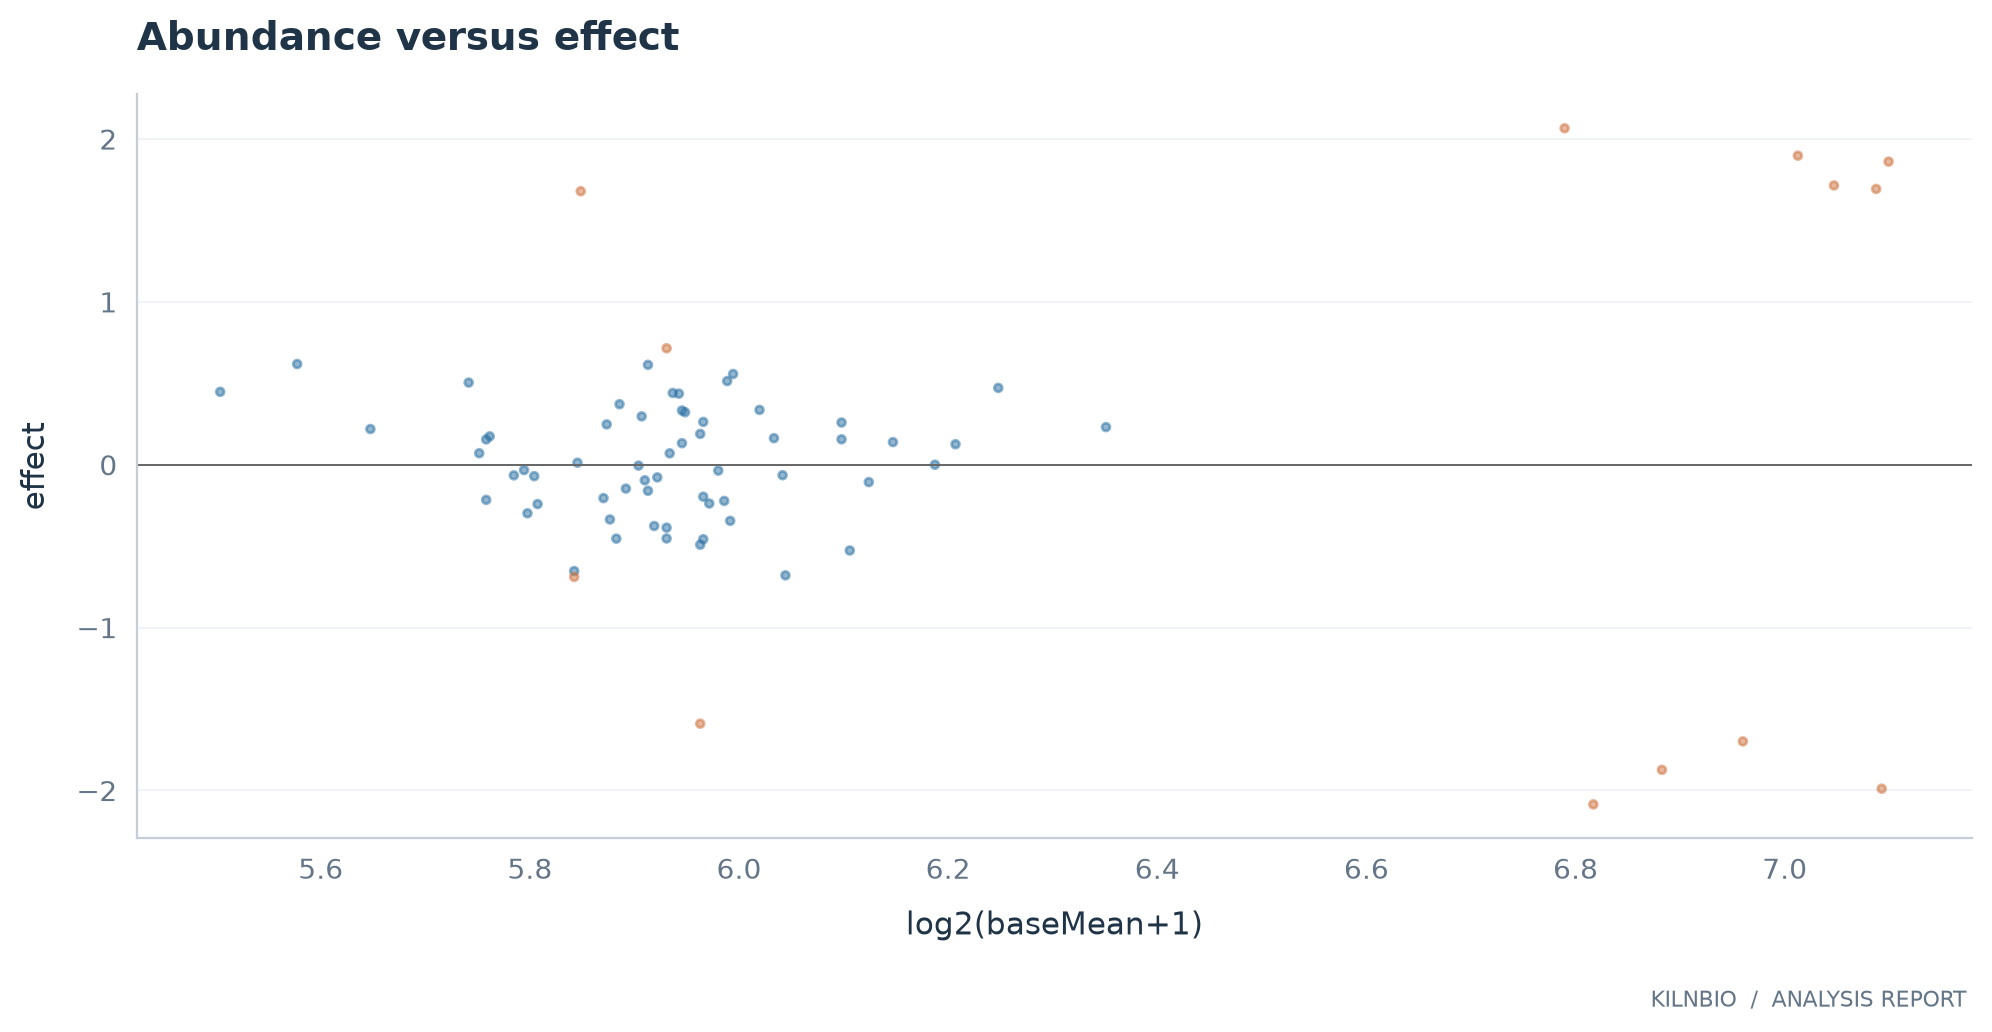 Abundance versus effect
effect
2
1
0
−1
−2
5.6 5.8 6.0 6.2 6.4 6.6 6.8 7.0
log2(baseMean+1)
KILNBIO / ANALYSIS REPORT